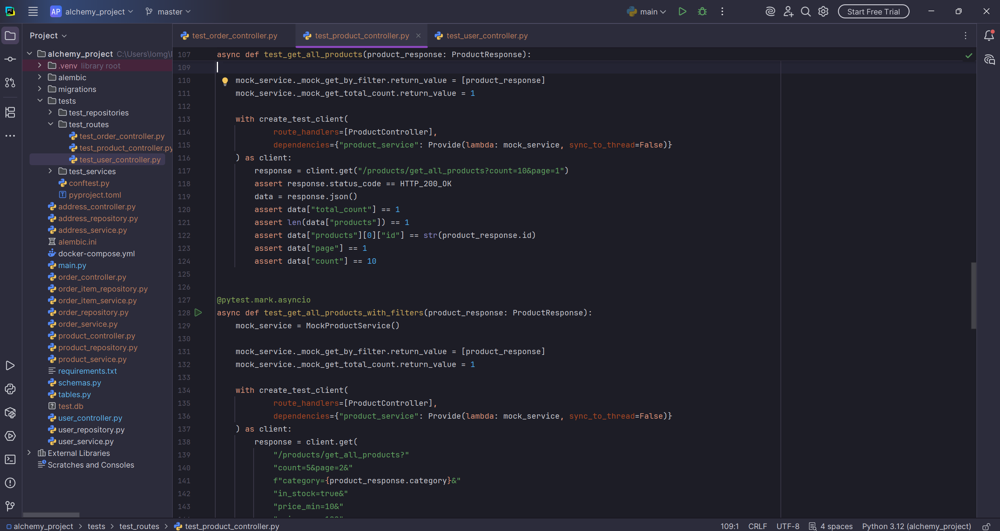 AP alchemy_project master main Start Free Trial
Project
alchemy_project C:\Users\lomg\
.venv library root
alembic
migrations
tests
test_repositories
test_routes
test_order_controller.py
test_product_controller.py
test_user_controller.py
test_services
conftest.py
pyproject.toml
address_controller.py
address_repository.py
address_service.py
alembic.ini
docker-compose.yml
main.py
order_controller.py
order_item_repository.py
order_item_service.py
order_repository.py
order_service.py
product_controller.py
product_repository.py
product_service.py
requirements.txt
schemas.py
tables.py
test.db
user_controller.py
user_repository.py
user_service.py
External Libraries
Scratches and Consoles
test_order_controller.py test_product_controller.py test_user_controller.py
107 async def test_get_all_products(product_response: ProductResponse):
109
110 mock_service._mock_get_by_filter.return_value = [product_response]
111 mock_service._mock_get_total_count.return_value = 1
112
113 with create_test_client(
114 route_handlers=[ProductController],
115 dependencies={"product_service": Provide(lambda: mock_service, sync_to_thread=False)}
116 ) as client:
117 response = client.get("/products/get_all_products?count=10&page=1")
118 assert response.status_code == HTTP_200_OK
119 data = response.json()
120 assert data["total_count"] == 1
121 assert len(data["products"]) == 1
122 assert data["products"][0]["id"] == str(product_response.id)
123 assert data["page"] == 1
124 assert data["count"] == 10
125
126
127 @pytest.mark.asyncio
128 async def test_get_all_products_with_filters(product_response: ProductResponse):
129 mock_service = MockProductService()
130
131 mock_service._mock_get_by_filter.return_value = [product_response]
132 mock_service._mock_get_total_count.return_value = 1
133
134 with create_test_client(
135 route_handlers=[ProductController],
136 dependencies={"product_service": Provide(lambda: mock_service, sync_to_thread=False)}
137 ) as client:
138 response = client.get(
139 "/products/get_all_products?"
140 "count=5&page=2&"
141 f"category={product_response.category}&"
142 "in_stock=true&"
143 "price_min=10&"
alchemy_project > tests > test_routes > test_product_controller.py 109:1 CRLF UTF-8 4 spaces Python 3.12 (alchemy_project)